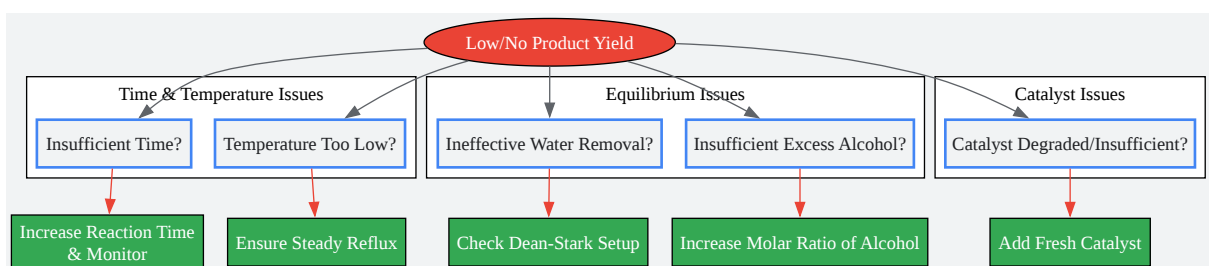 Low/No Product Yield
Time & Temperature Issues
Equilibrium Issues
Catalyst Issues
Insufficient Time?
Temperature Too Low?
Ineffective Water Removal?
Insufficient Excess Alcohol?
Catalyst Degraded/Insufficient?
Increase Reaction Time
& Monitor
Ensure Steady Reflux
Check Dean-Stark Setup
Increase Molar Ratio of Alcohol
Add Fresh Catalyst